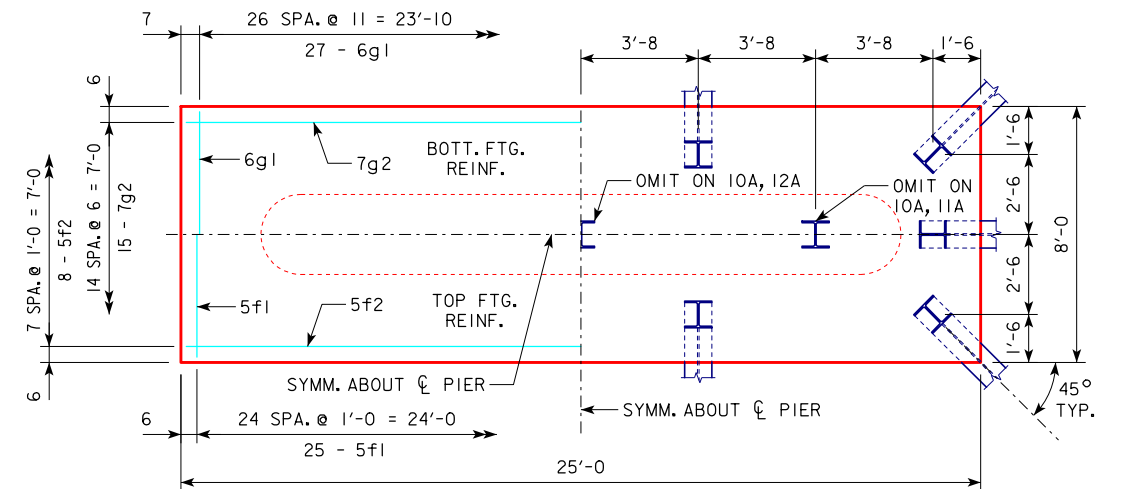 7
26 SPA. @ 11 = 23'-10
27 - 6g1
3'-8
3'-8
3'-8
1'-6
6
7 SPA. @ 1'-0 = 7'-0
8 - 5f2
14 SPA. @ 6 = 7'-0
15 - 7g2
6
6g1
7g2
BOTT. FTG.
REINF.
OMIT ON 10A, 12A
OMIT ON
10A, 11A
1'-6
2'-6
2'-6
1'-6
8'-0
5f1
5f2
TOP FTG.
REINF.
SYMM. ABOUT ℄ PIER
SYMM. ABOUT ℄ PIER
45°
TYP.
6
24 SPA. @ 1'-0 = 24'-0
25 - 5f1
25'-0